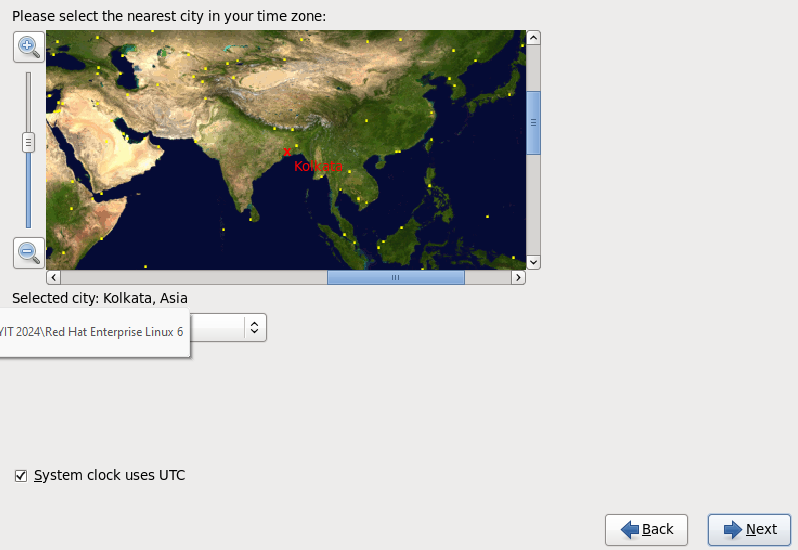 Please select the nearest city in your time zone:
Kolkata
Selected city: Kolkata, Asia
YIT 2024\Red Hat Enterprise Linux 6
System clock uses UTC
Back
Next